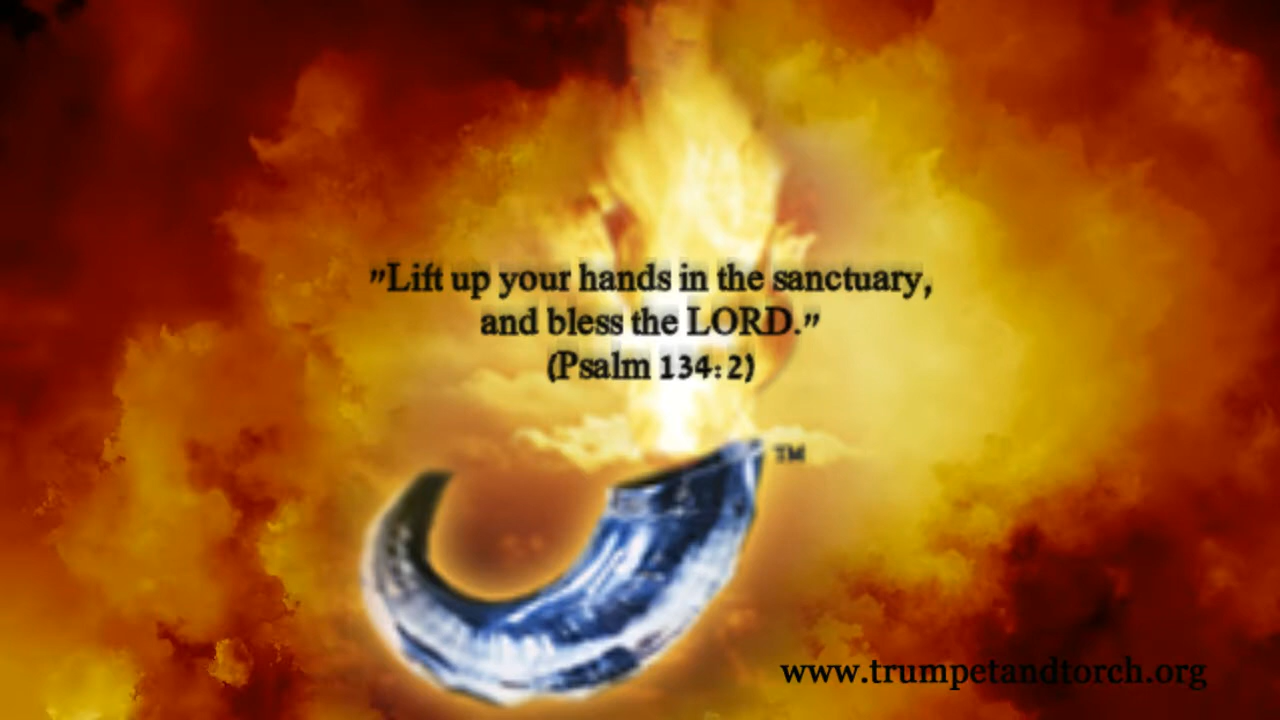 "Lift up your hands in the sanctuary,
and bless the LORD."
(Psalm 134:2)
TM
www.trumpetandtorch.org